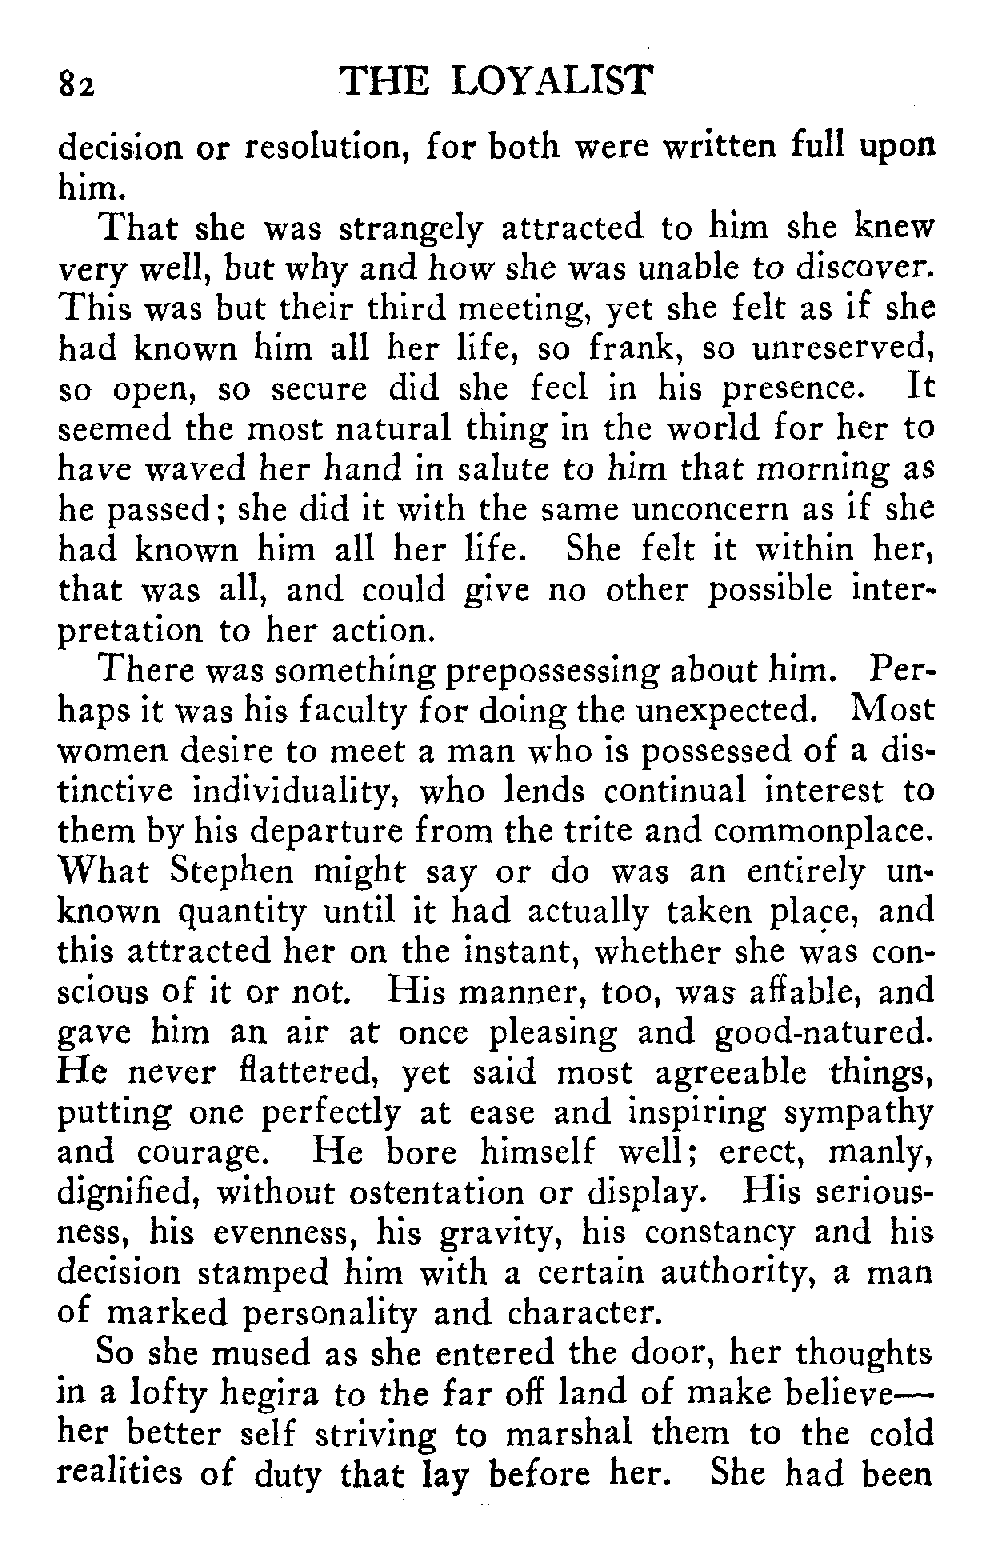 82 THE LOYALIST
decision or resolution, for both were written full upon
him.
That she was strangely attracted to him she knew
very well, but why and how she was unable to discover.
This was but their third meeting, yet she felt as if she
had known him all her life, so frank, so unreserved,
so open, so secure did she feel in his presence. It
seemed the most natural thing in the world for her to
have waved her hand in salute to him that morning as
he passed; she did it with the same unconcern as if she
had known him all her life. She felt it within her,
that was all, and could give no other possible inter-
pretation to her action.
There was something prepossessing about him. Per-
haps it was his faculty for doing the unexpected. Most
women desire to meet a man who is possessed of a dis-
tinctive individuality, who lends continual interest to
them by his departure from the trite and commonplace.
What Stephen might say or do was an entirely un-
known quantity until it had actually taken place, and
this attracted her on the instant, whether she was con-
scious of it or not. His manner, too, was affable, and
gave him an air at once pleasing and good-natured.
He never flattered, yet said most agreeable things,
putting one perfectly at ease and inspiring sympathy
and courage. He bore himself well; erect, manly,
dignified, without ostentation or display. His serious-
ness, his evenness, his gravity, his constancy and his
decision stamped him with a certain authority, a man
of marked personality and character.
So she mused as she entered the door, her thoughts
in a lofty hegira to the far off land of make believe—
her better self striving to marshal them to the cold
realities of duty that lay before her. She had been